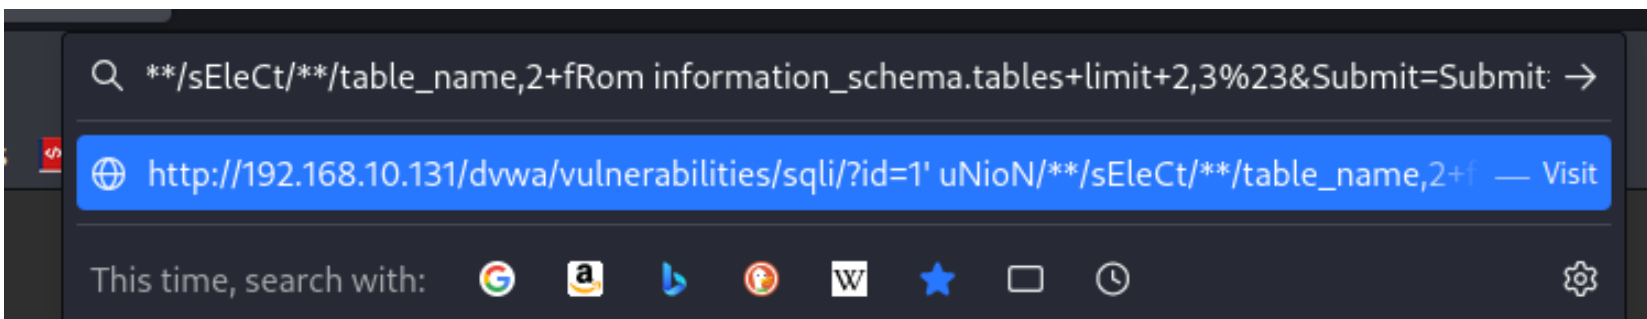 **/sEleCt/**/table_name,2+fRom information_schema.tables+limit+2,3%23&Submit=Submit
http://192.168.10.131/dvwa/vulnerabilities/sqli/?id=1' uNioN/**/sEleCt/**/table_name,2+f — Visit
This time, search with: